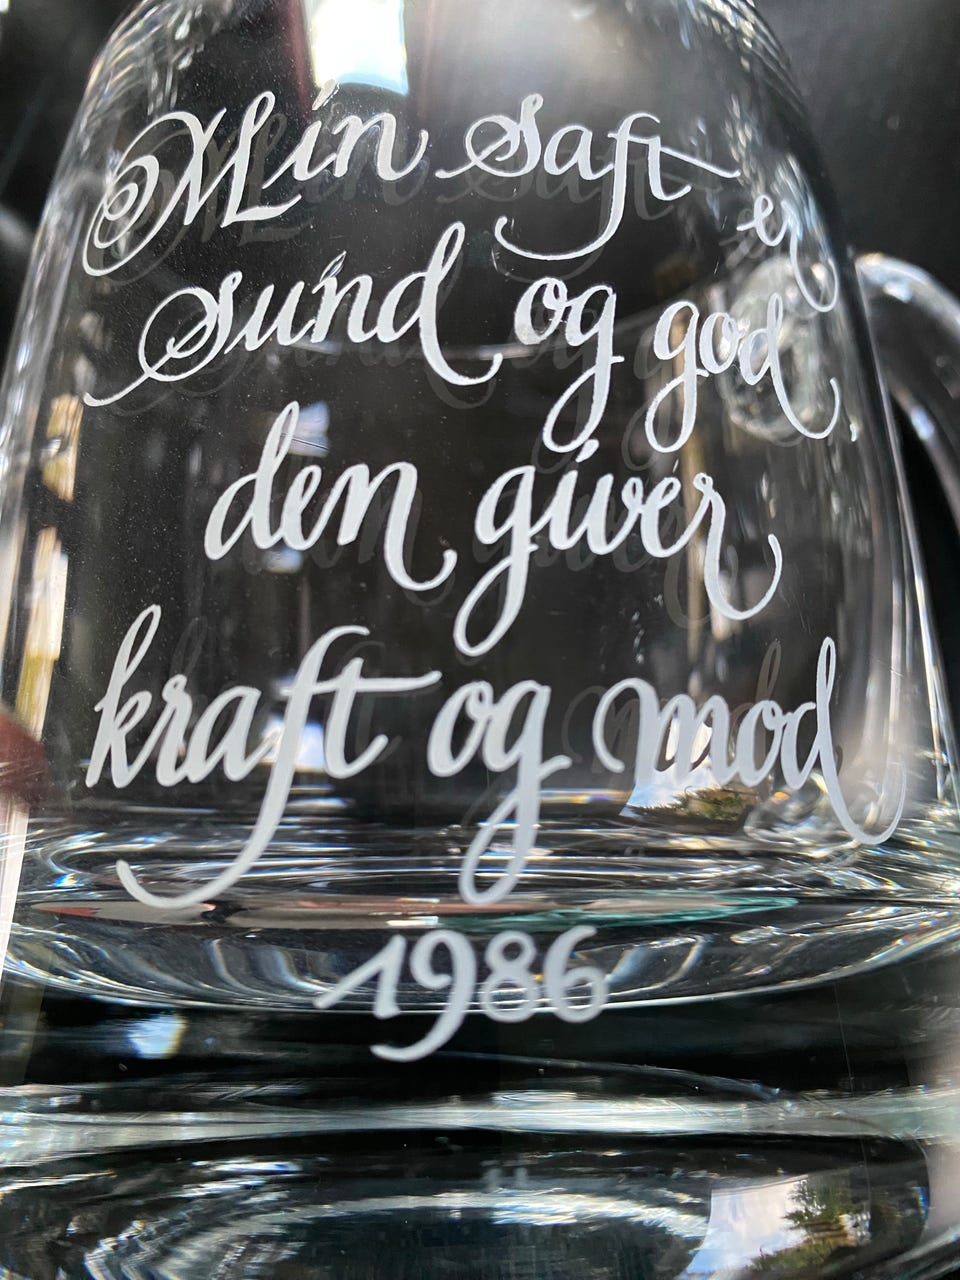 Min saft er
sund og god,
den giver
kraft og mod
1986